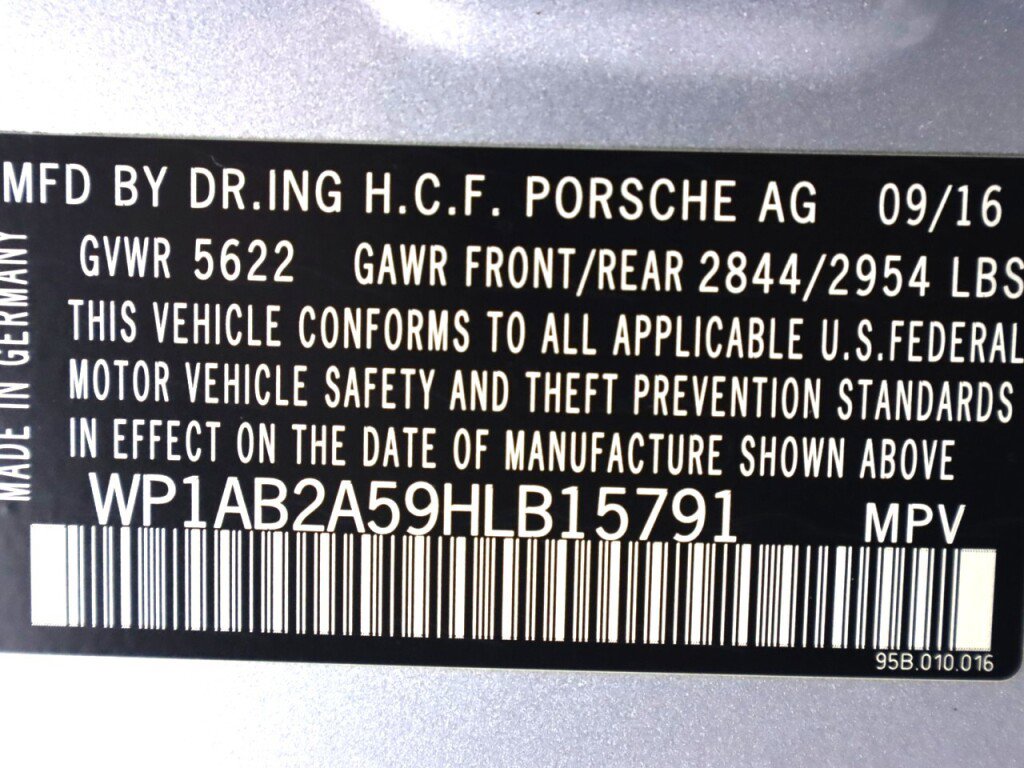 MFD BY DR.ING H.C.F. PORSCHE AG 09/16
GVWR 5622 GAWR FRONT/REAR 2844/2954 LBS
THIS VEHICLE CONFORMS TO ALL APPLICABLE U.S.FEDERAL
MOTOR VEHICLE SAFETY AND THEFT PREVENTION STANDARDS
IN EFFECT ON THE DATE OF MANUFACTURE SHOWN ABOVE
WP1AB2A59HLB15791 MPV
95B.010.016
MADE IN GERMANY